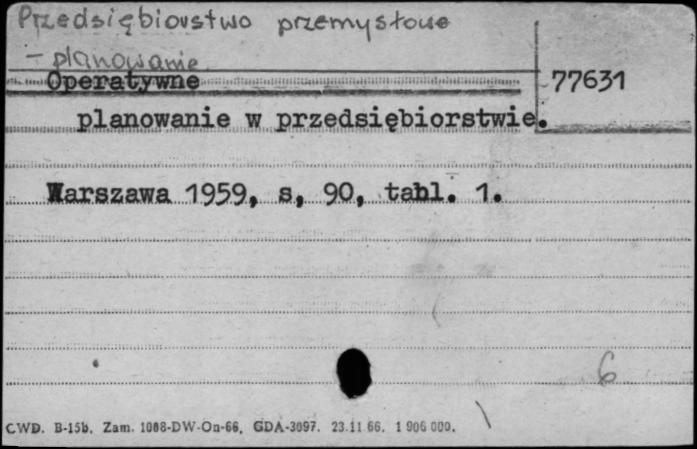 Przedsiębiorstwo przemysłowe
- planowanie
Operatywne 77631
planowanie w przedsiębiorstwie.
Warszawa 1959, s, 90, tabl. 1.
6
CWD. B-15b. Zam. 1088-DW-On-66, GDA-3097. 23.11 66. 1 906 000.